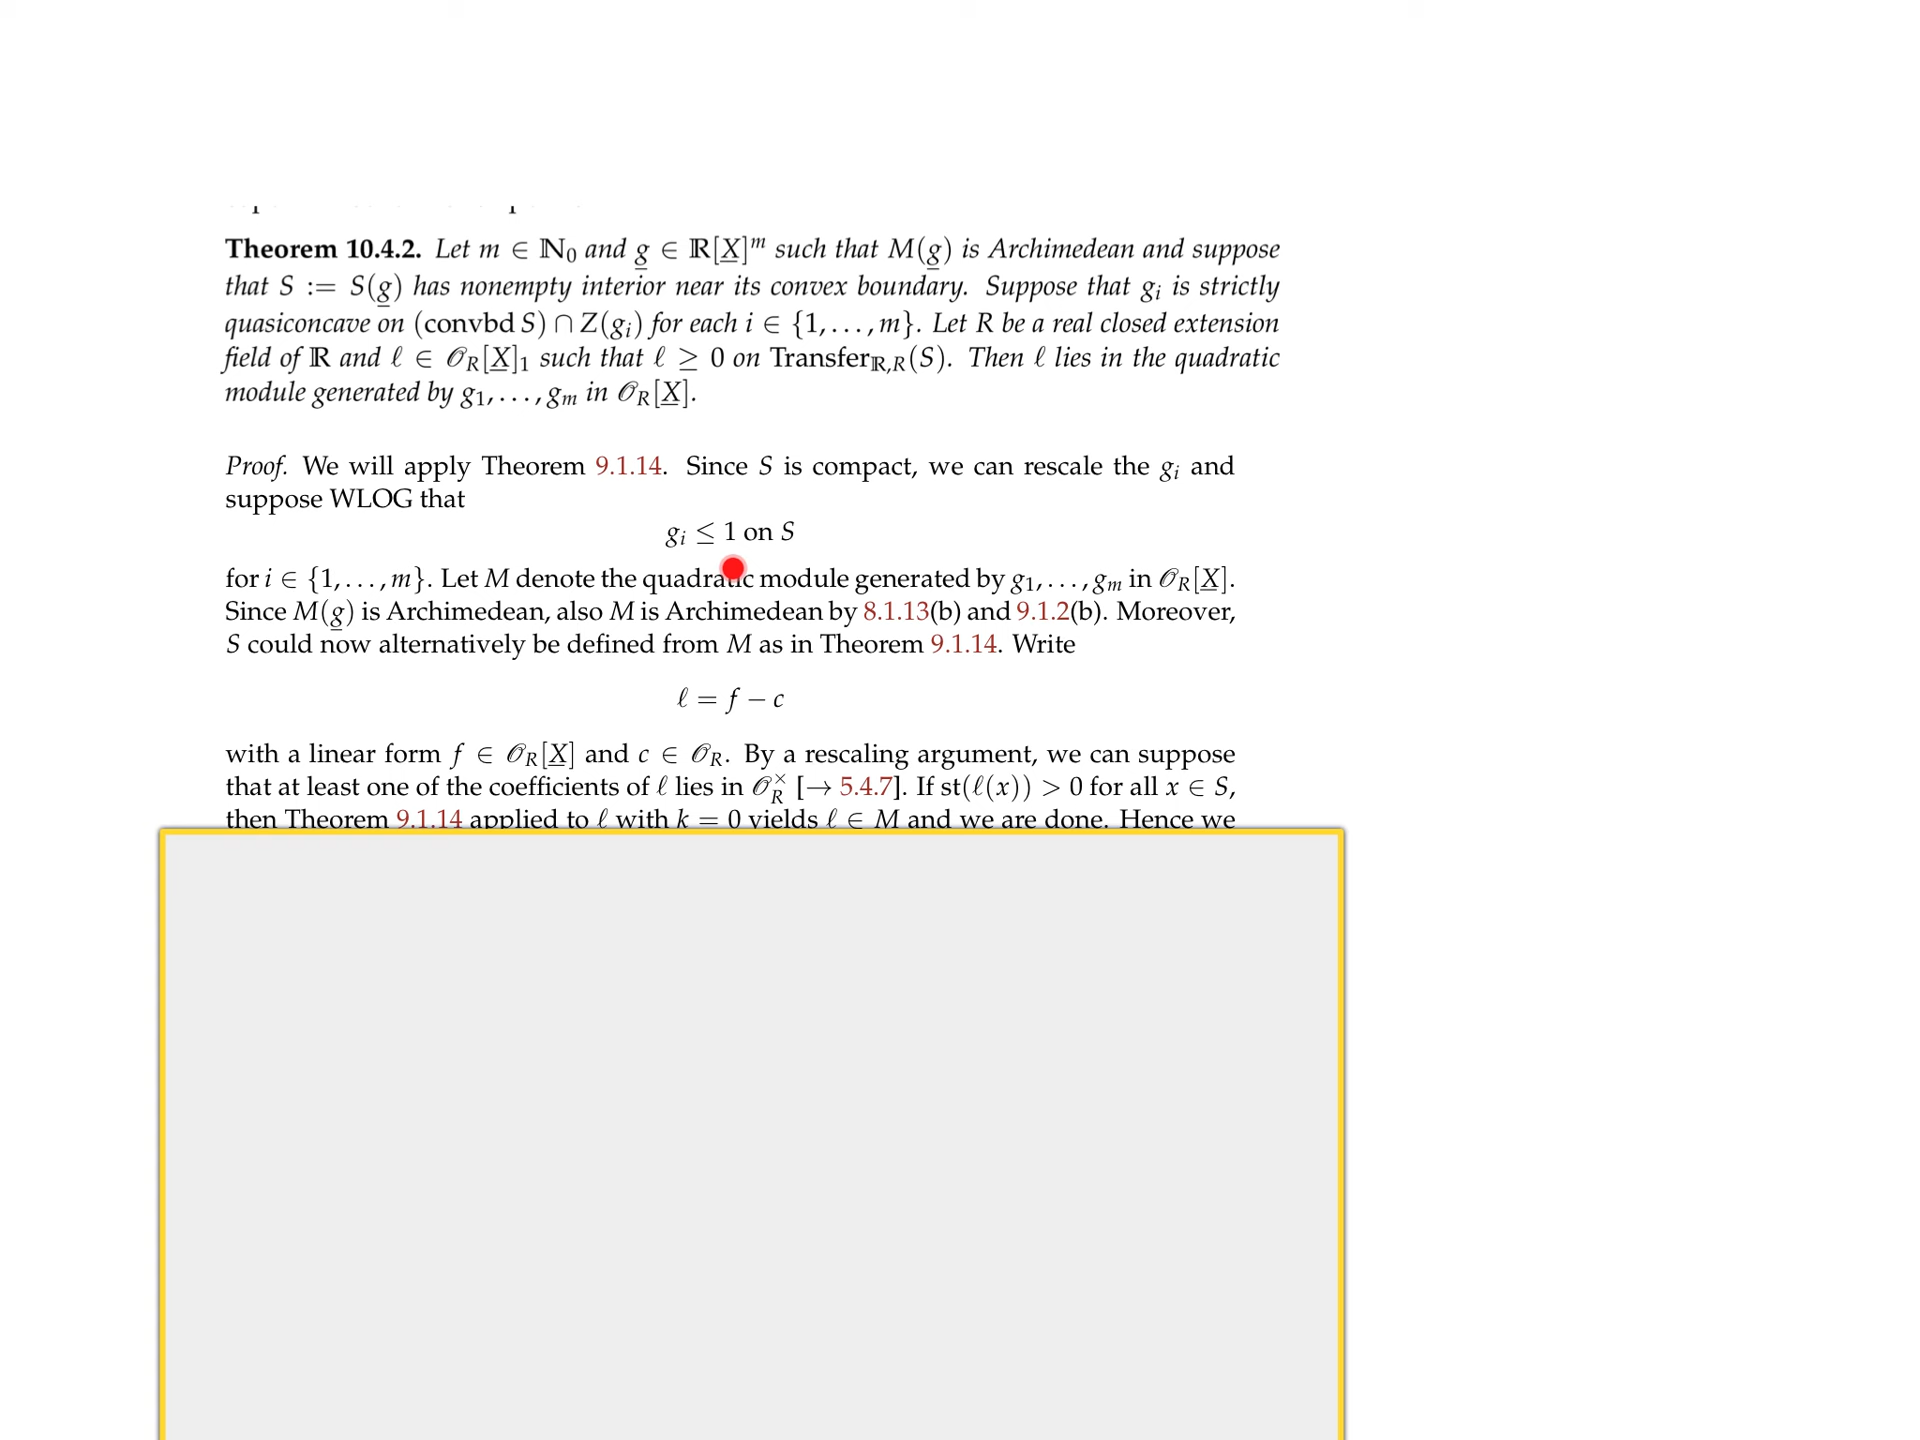 Theorem 10.4.2. Let m ∈ ℕ₀ and g̲ ∈ ℝ[X̲]ᵐ such that M(g̲) is Archimedean and suppose
that S := S(g̲) has nonempty interior near its convex boundary. Suppose that gᵢ is strictly
quasiconcave on (convbd S) ∩ Z(gᵢ) for each i ∈ {1, . . . , m}. Let R be a real closed extension
field of ℝ and ℓ ∈ 𝒪_R[X̲]₁ such that ℓ ≥ 0 on Transfer_{ℝ,R}(S). Then ℓ lies in the quadratic
module generated by g₁, . . . , gₘ in 𝒪_R[X̲].
Proof. We will apply Theorem 9.1.14. Since S is compact, we can rescale the gᵢ and
suppose WLOG that
gᵢ ≤ 1 on S
for i ∈ {1, . . . , m}. Let M denote the quadratic module generated by g₁, . . . , gₘ in 𝒪_R[X̲].
Since M(g̲) is Archimedean, also M is Archimedean by 8.1.13(b) and 9.1.2(b). Moreover,
S could now alternatively be defined from M as in Theorem 9.1.14. Write
ℓ = f − c
with a linear form f ∈ 𝒪_R[X̲] and c ∈ 𝒪_R. By a rescaling argument, we can suppose
that at least one of the coefficients of ℓ lies in 𝒪_R^× [→ 5.4.7]. If st(ℓ(x)) > 0 for all x ∈ S,
then Theorem 9.1.14 applied to ℓ with k = 0 yields ℓ ∈ M and we are done. Hence we